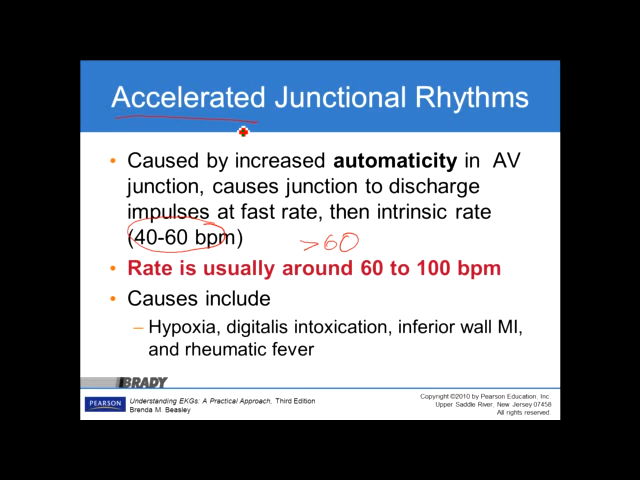 Accelerated Junctional Rhythms
• Caused by increased automaticity in AV
junction, causes junction to discharge
impulses at fast rate, then intrinsic rate
(40-60 bpm)
>60
• Rate is usually around 60 to 100 bpm
• Causes include
– Hypoxia, digitalis intoxication, inferior wall MI,
and rheumatic fever
BRADY
PEARSON
Understanding EKGs: A Practical Approach, Third Edition
Brenda M. Beasley
Copyright ©2010 by Pearson Education, Inc.
Upper Saddle River, New Jersey 07458
All rights reserved.